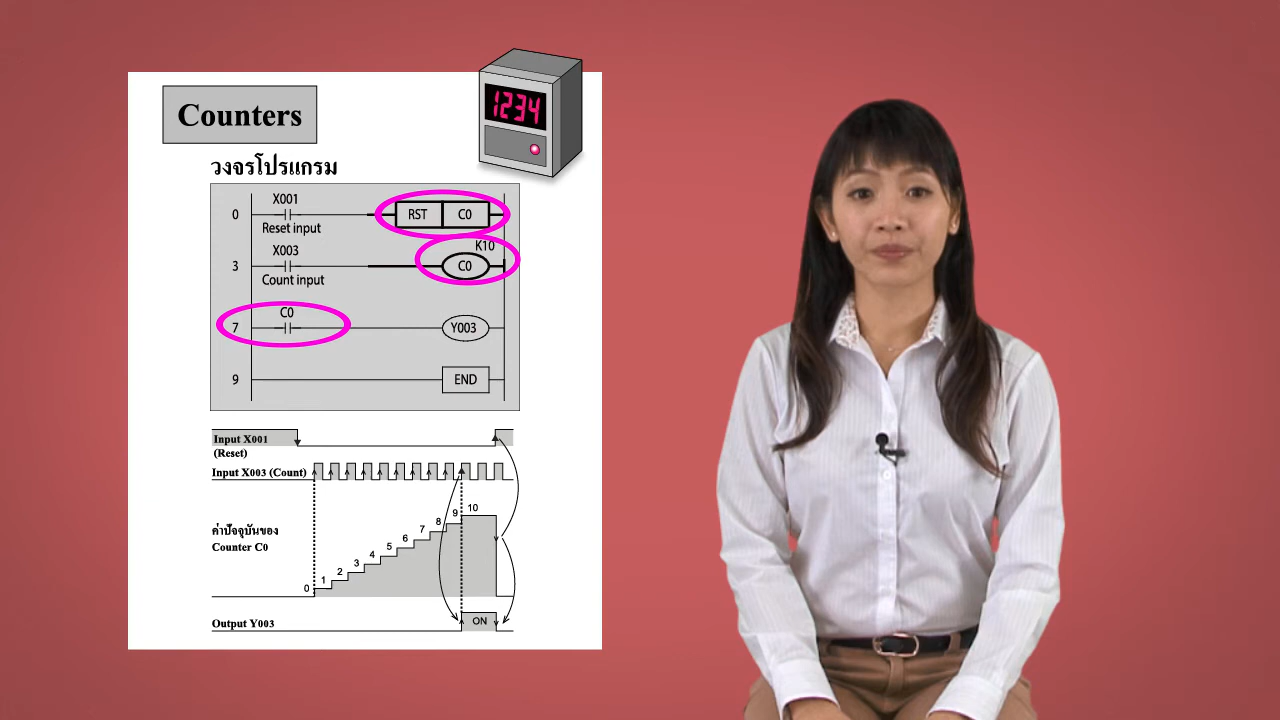 Counters
1234
วงจรโปรแกรม
X001
0 RST C0
Reset input
X003 K10
3 C0
Count input
C0
7 Y003
9 END
Input X001
(Reset)
Input X003 (Count)
ค่าปัจจุบันของ
Counter C0
0 1 2 3 4 5 6 7 8 9 10
Output Y003 ON